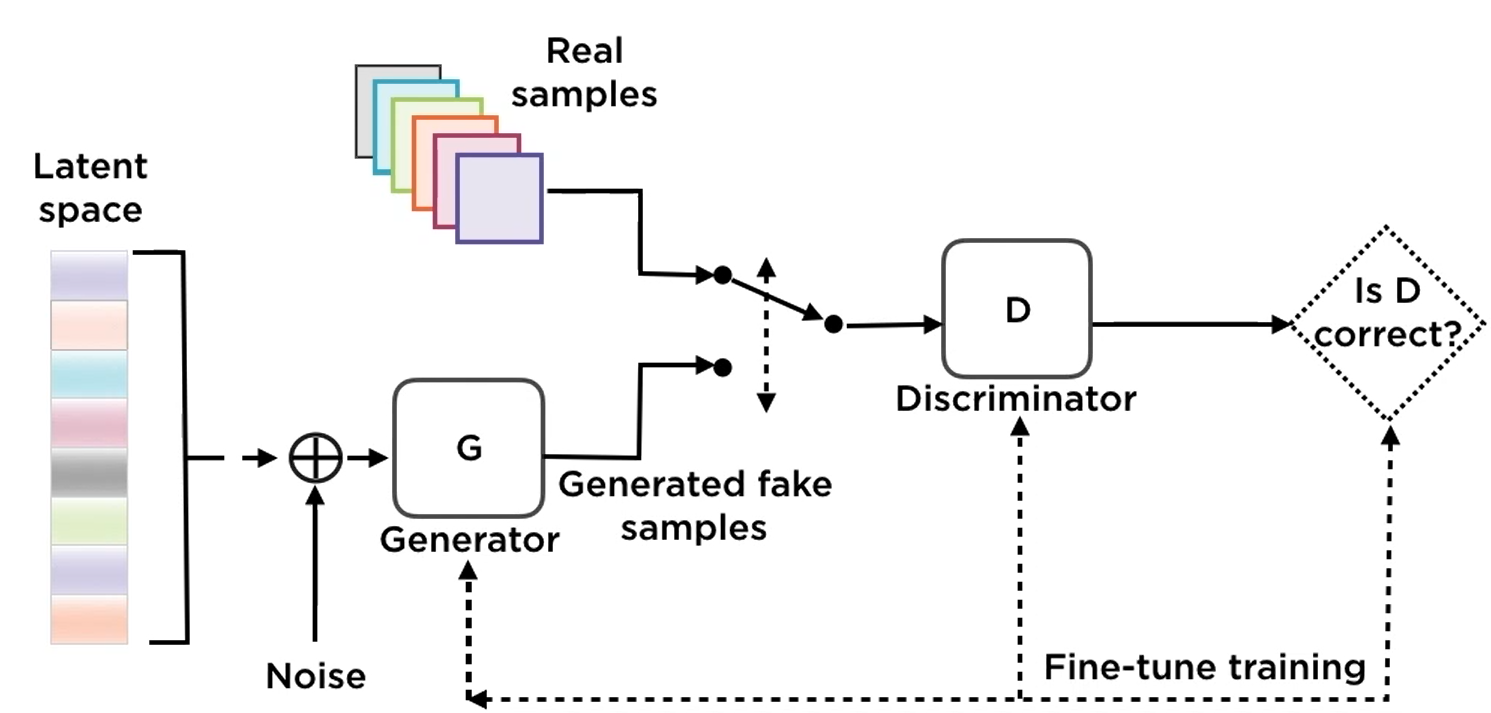 Real
samples
Latent
space
Is D
correct?
D
Discriminator
G
Generator
Generated fake
samples
Noise
Fine-tune training